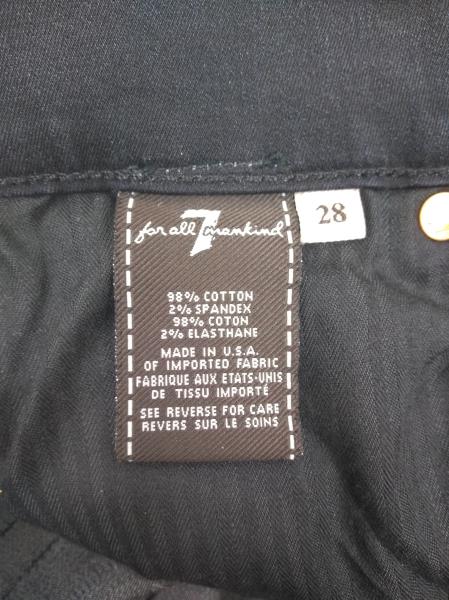 for all 7 mankind
28
98% COTTON
2% SPANDEX
98% COTON
2% ELASTHANE
MADE IN U.S.A.
OF IMPORTED FABRIC
FABRIQUE AUX ETATS-UNIS
DE TISSU IMPORTÉ
SEE REVERSE FOR CARE
REVERS SUR LE SOINS